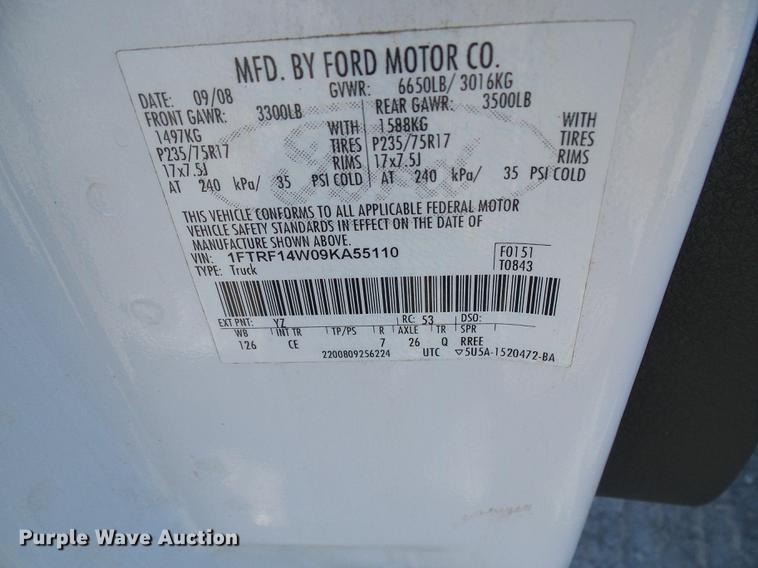 MFD. BY FORD MOTOR CO.
DATE: 09/08 GVWR: 6650LB/ 3016KG
FRONT GAWR: 3300LB REAR GAWR: 3500LB
1497KG WITH 1588KG WITH
P235/75R17 TIRES P235/75R17 TIRES
17x7.5J RIMS 17x7.5J RIMS
AT 240 kPa/ 35 PSI COLD AT 240 kPa/ 35 PSI COLD
THIS VEHICLE CONFORMS TO ALL APPLICABLE FEDERAL MOTOR
VEHICLE SAFETY STANDARDS IN EFFECT ON THE DATE OF
MANUFACTURE SHOWN ABOVE.
VIN: 1FTRF14W09KA55110 F0151
TYPE: Truck T0843
EXT PNT: YZ RC: 53 DSO:
WB INT TR TP/PS R AXLE TR SPR
126 CE 7 26 Q RREE
2200809256224 UTC ▽5U5A-1520472-BA
Ford
Purple Wave Auction